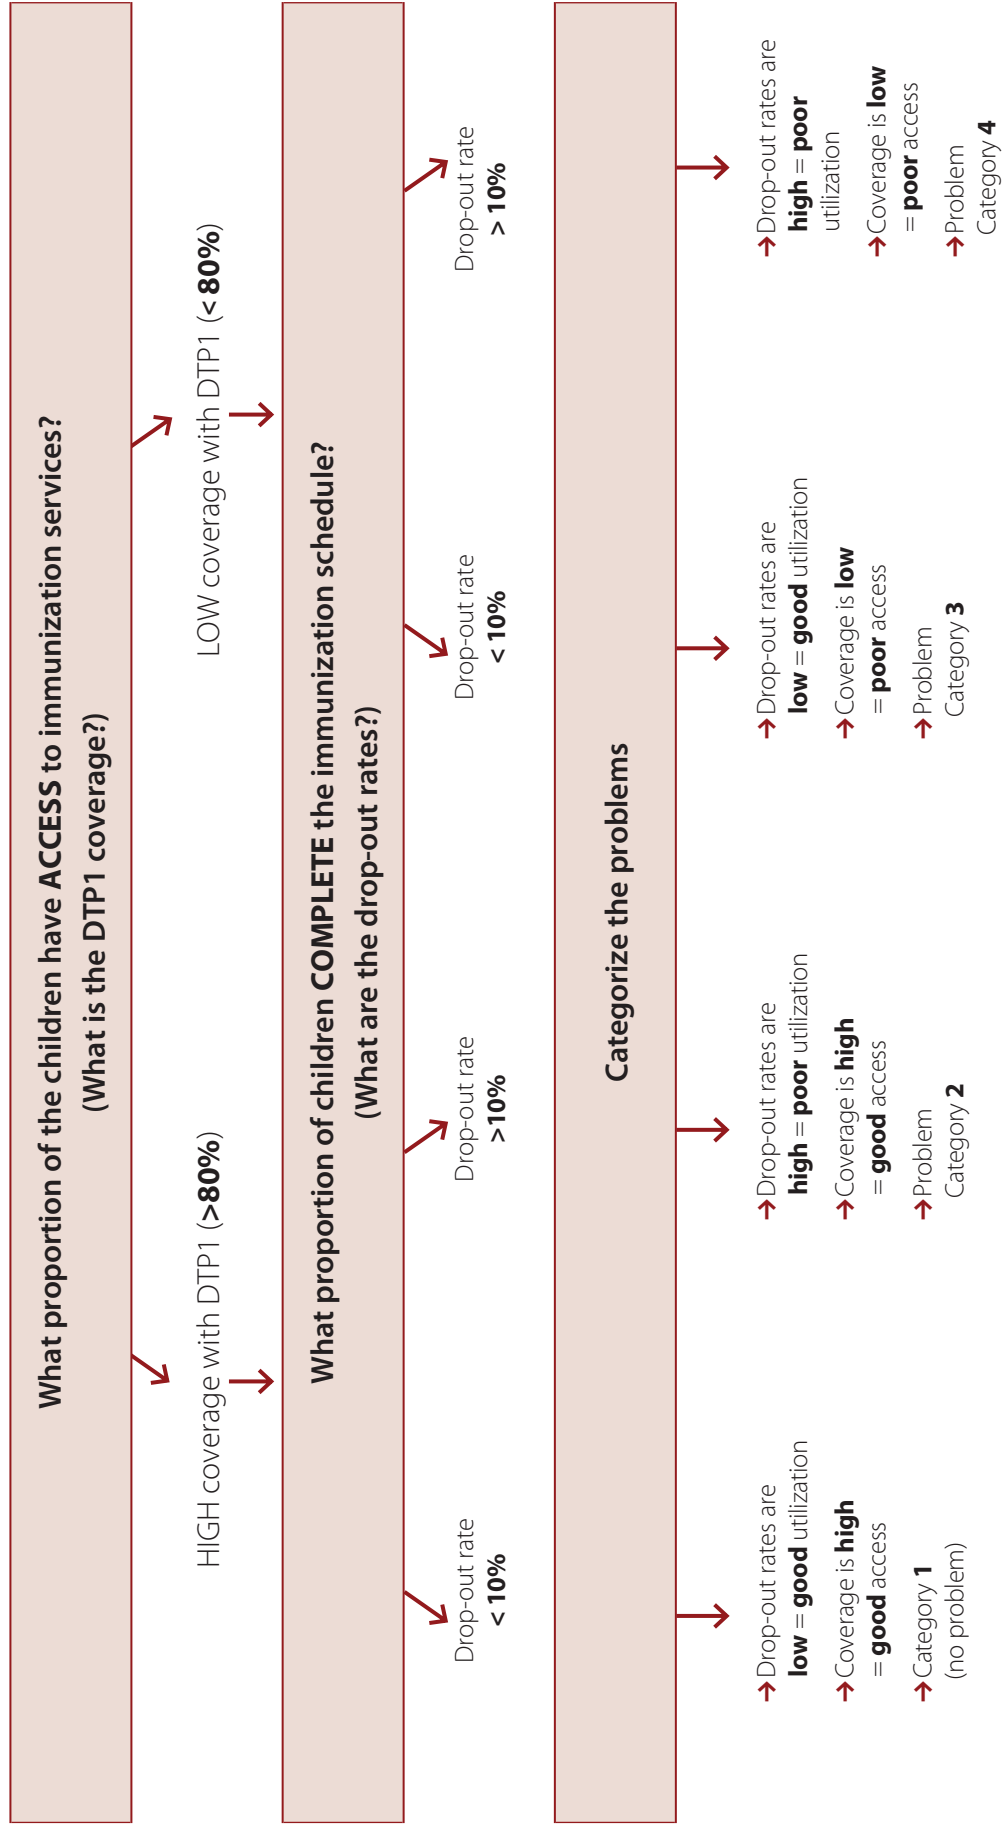 What proportion of the children have ACCESS to immunization services?
(What is the DTP1 coverage?)
HIGH coverage with DTP1 (>80%)
LOW coverage with DTP1 (< 80%)
What proportion of children COMPLETE the immunization schedule?
(What are the drop-out rates?)
Drop-out rate
< 10%
Drop-out rate
>10%
Drop-out rate
< 10%
Drop-out rate
> 10%
Categorize the problems
→Drop-out rates are
low = good utilization
→Coverage is high
= good access
→Category 1
(no problem)
→Drop-out rates are
high = poor utilization
→Coverage is high
= good access
→Problem
Category 2
→Drop-out rates are
low = good utilization
→Coverage is low
= poor access
→Problem
Category 3
→Drop-out rates are
high = poor
utilization
→Coverage is low
= poor access
→Problem
Category 4